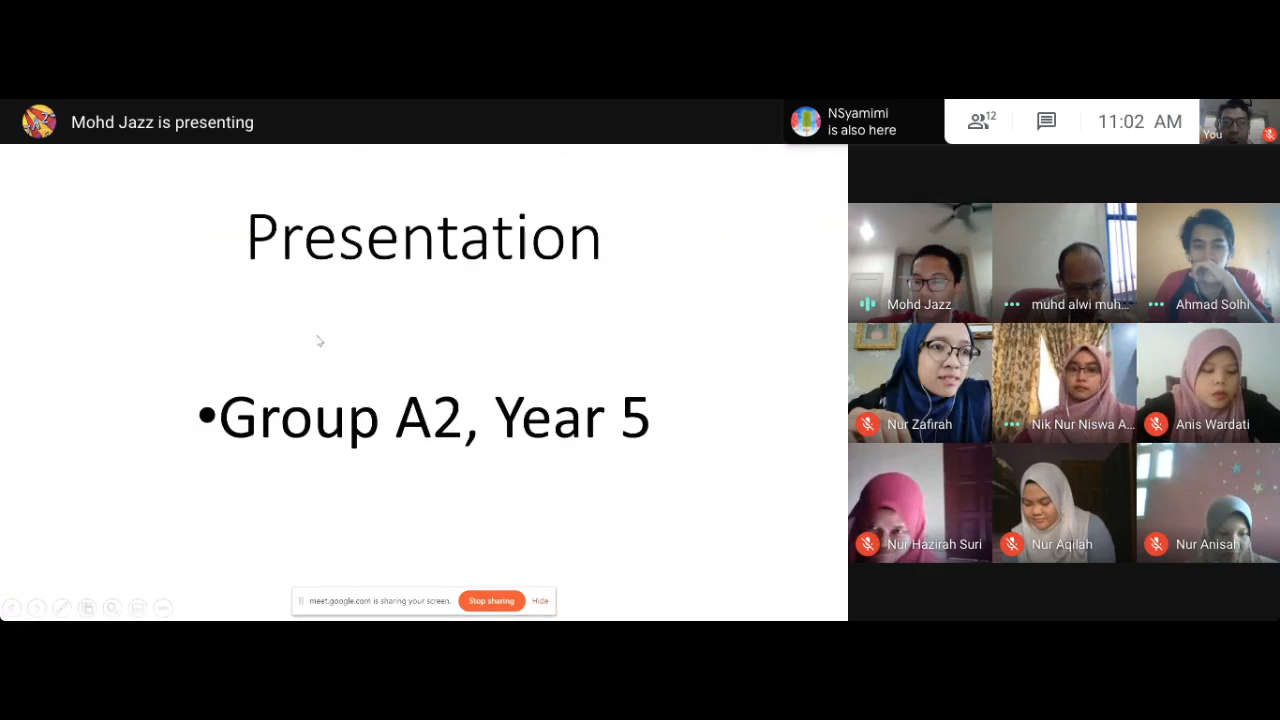 Mohd Jazz is presenting
NSyamimi
is also here
12
11:02 AM
You
Presentation
•Group A2, Year 5
Mohd Jazz
muhd alwi muh...
Ahmad Solhi
Nur Zafirah
Nik Nur Niswa A...
Anis Wardati
Nur Hazirah Suri
Nur Aqilah
Nur Anisah
meet.google.com is sharing your screen.
Stop sharing
Hide